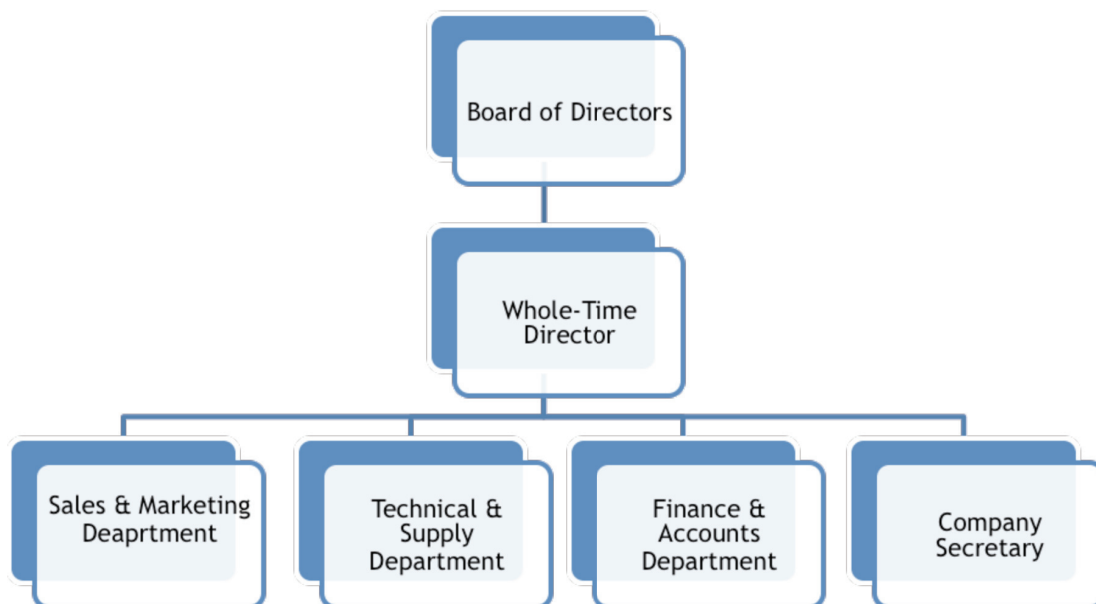 Board of Directors
Whole-Time
Director
Sales & Marketing
Deaprtment
Technical &
Supply
Department
Finance &
Accounts
Department
Company
Secretary